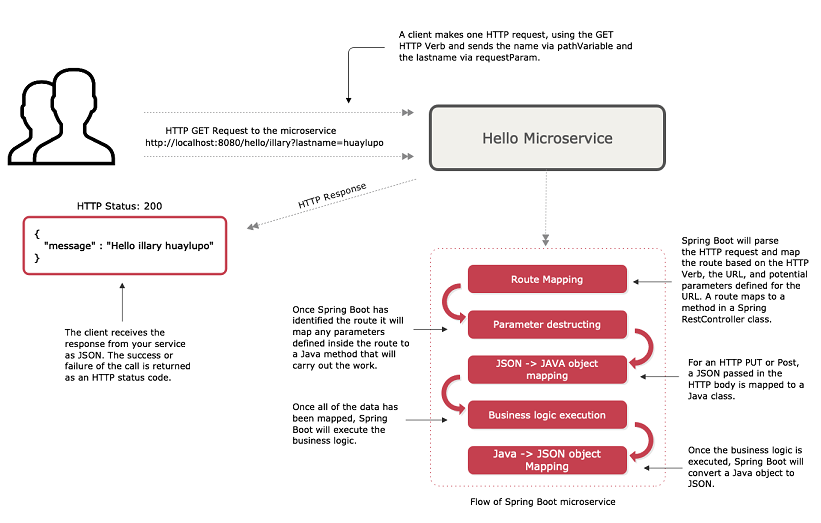 A client makes one HTTP request, using the GET
HTTP Verb and sends the name via pathVariable and
the lastname via requestParam.
HTTP GET Request to the microservice
http://localhost:8080/hello/illary?lastname=huaylupo
Hello Microservice
HTTP Response
HTTP Status: 200
{
"message" : "Hello illary huaylupo"
}
The client receives the
response from your service
as JSON. The success or
failure of the call is returned
as an HTTP status code.
Route Mapping
Spring Boot will parse
the HTTP request and map
the route based on the HTTP
Verb, the URL, and potential
parameters defined for the
URL. A route maps to a
method in a Spring
RestController class.
Once Spring Boot has
identified the route it will
map any parameters
defined inside the route to
a Java method that will
carry out the work.
Parameter destructing
JSON -> JAVA object
mapping
For an HTTP PUT or Post,
a JSON passed in the
HTTP body is mapped to a
Java class.
Once all of the data has
been mapped, Spring
Boot will execute the
business logic.
Business logic execution
Java -> JSON object
Mapping
Once the business logic is
executed, Spring Boot will
convert a Java object to
JSON.
Flow of Spring Boot microservice